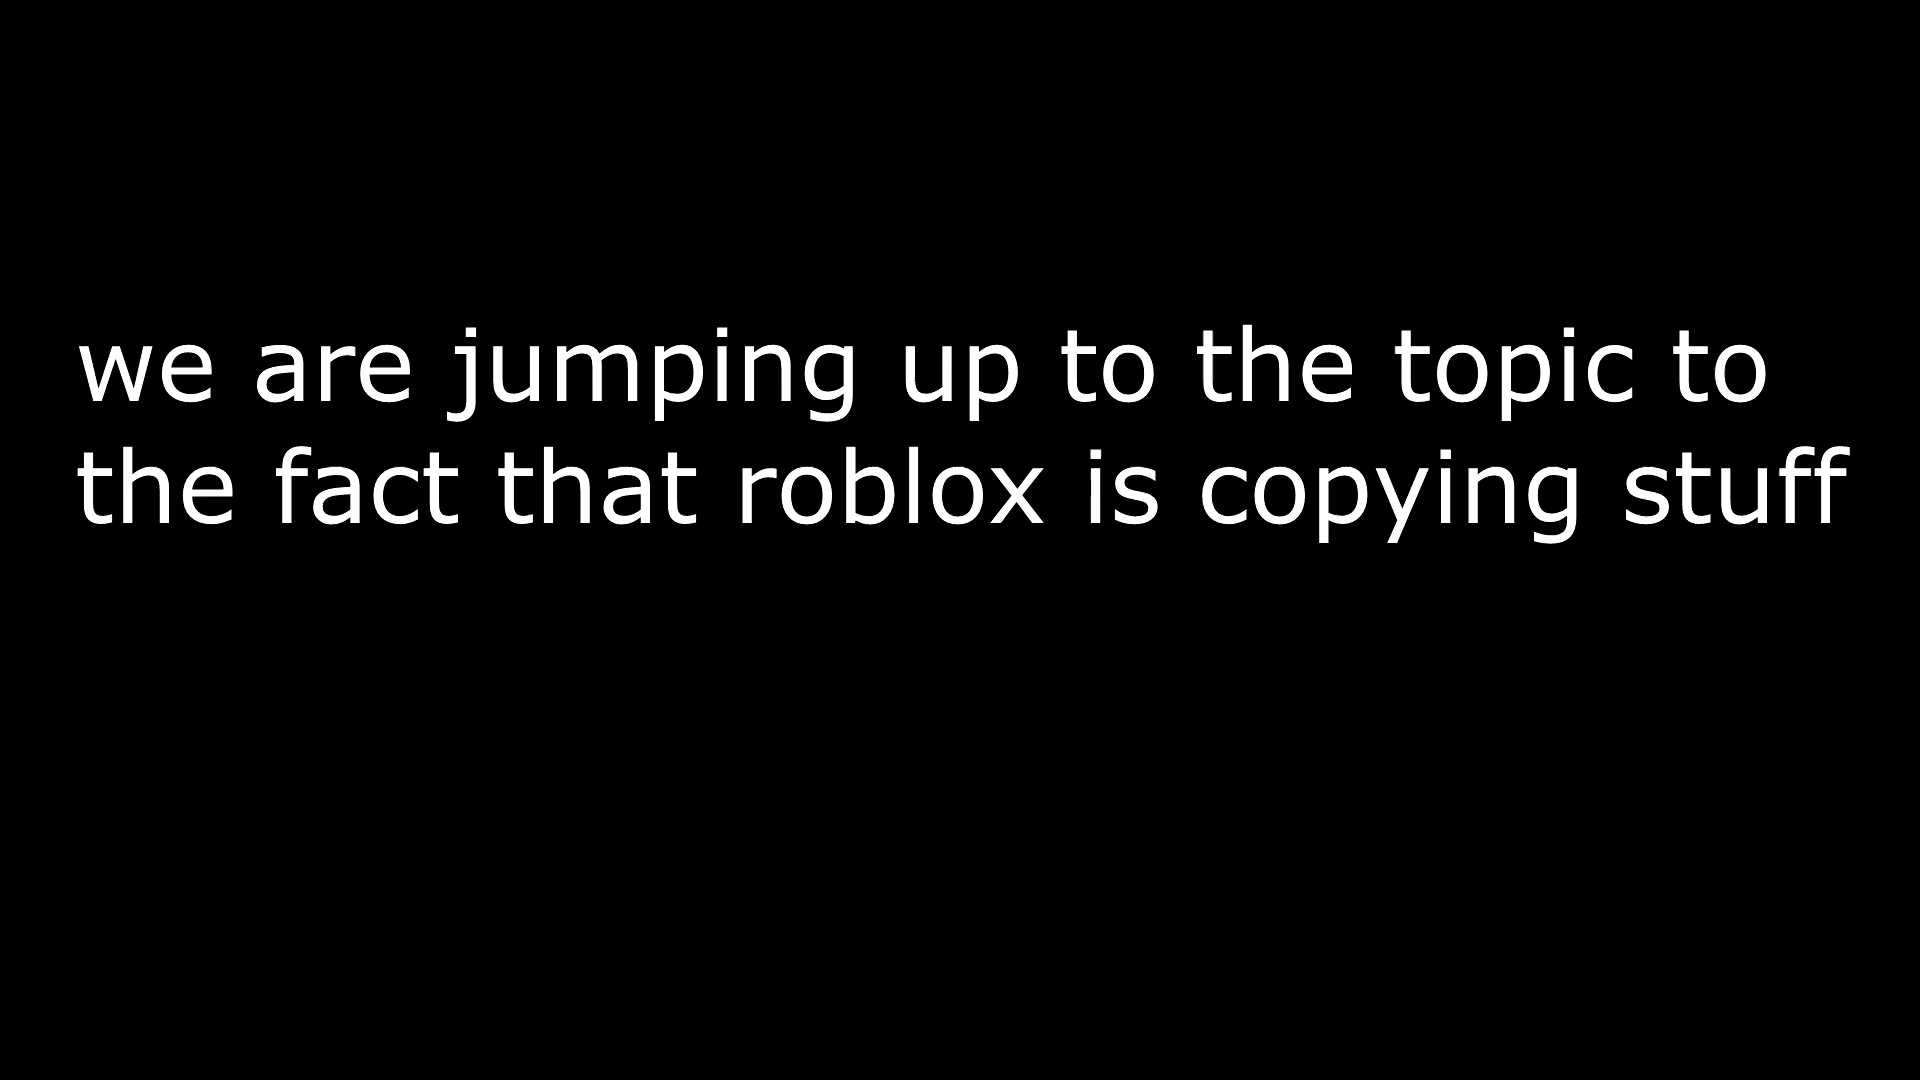 we are jumping up to the topic to
the fact that roblox is copying stuff